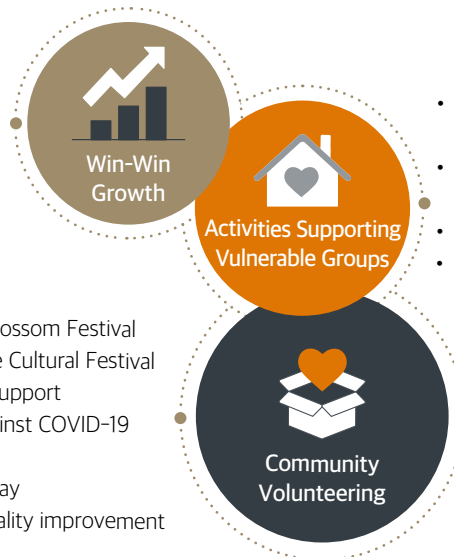 Win-Win
Growth
Activities Supporting
Vulnerable Groups
ossom Festival
Cultural Festival
upport
inst COVID-19
ay
ality improvement
Community
Volunteering